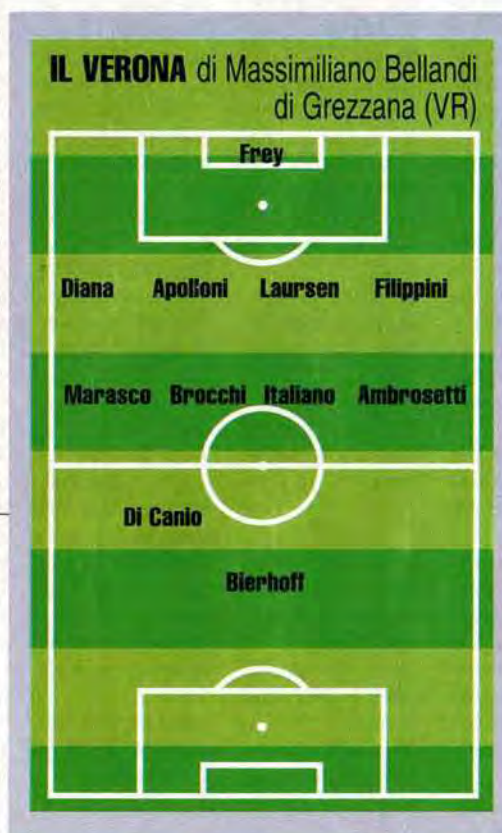 IL VERONA di Massimiliano Bellandi
di Grezzana (VR)
Frey
Diana Apolloni Laursen Filippini
Marasco Brocchi Italiano Ambrosetti
Di Canio
Bierhoff